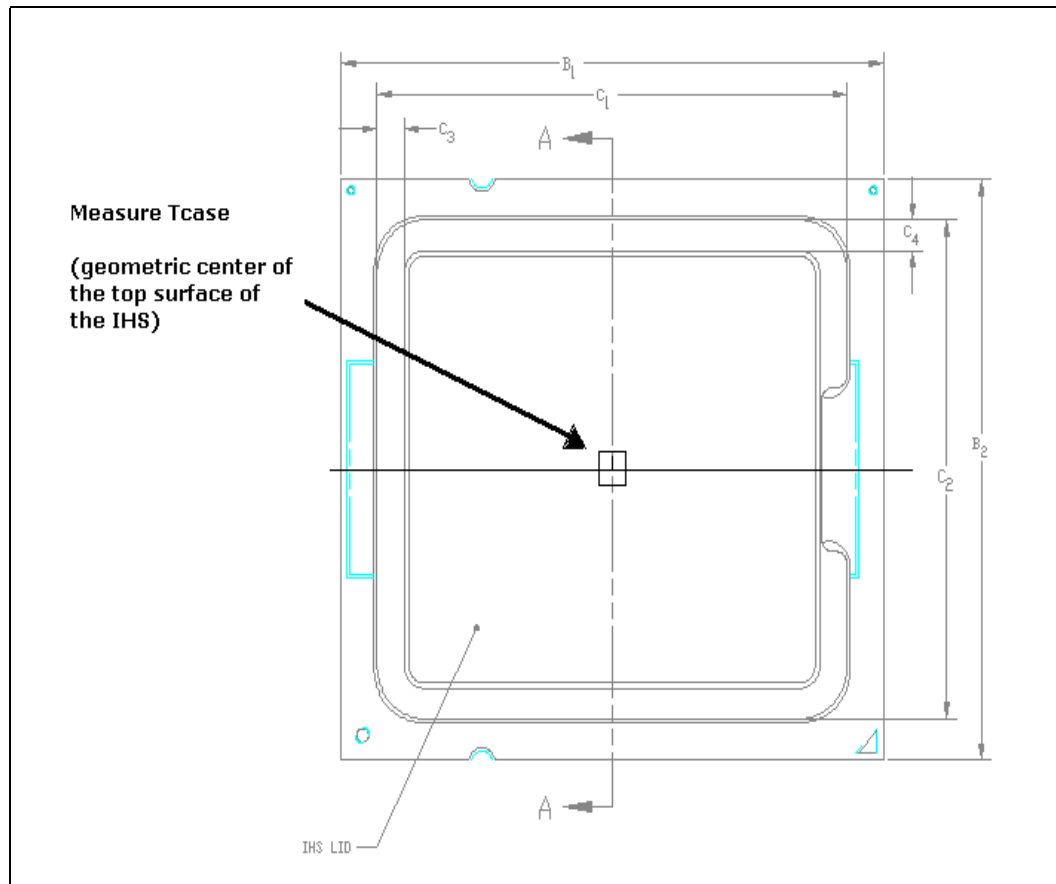 B1
C1
C3
A
Measure Tcase
(geometric center of
the top surface of
the IHS)
C4
B2
C2
A
IHS LID